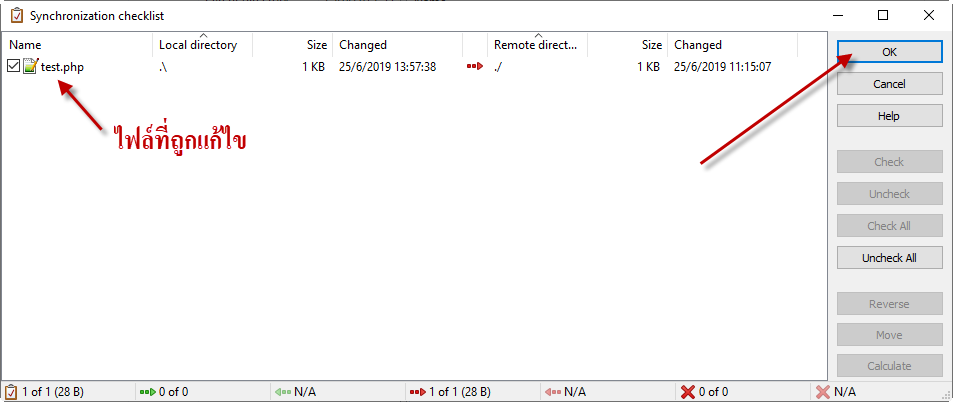 Synchronization checklist
Name Local directory Size Changed Remote direct... Size Changed
test.php .\ 1 KB 25/6/2019 13:57:38 ./ 1 KB 25/6/2019 11:15:07
ไฟล์ที่ถูกแก้ไข
OK
Cancel
Help
Check
Uncheck
Check All
Uncheck All
Reverse
Move
Calculate
1 of 1 (28 B) 0 of 0 N/A 1 of 1 (28 B) N/A 0 of 0 N/A